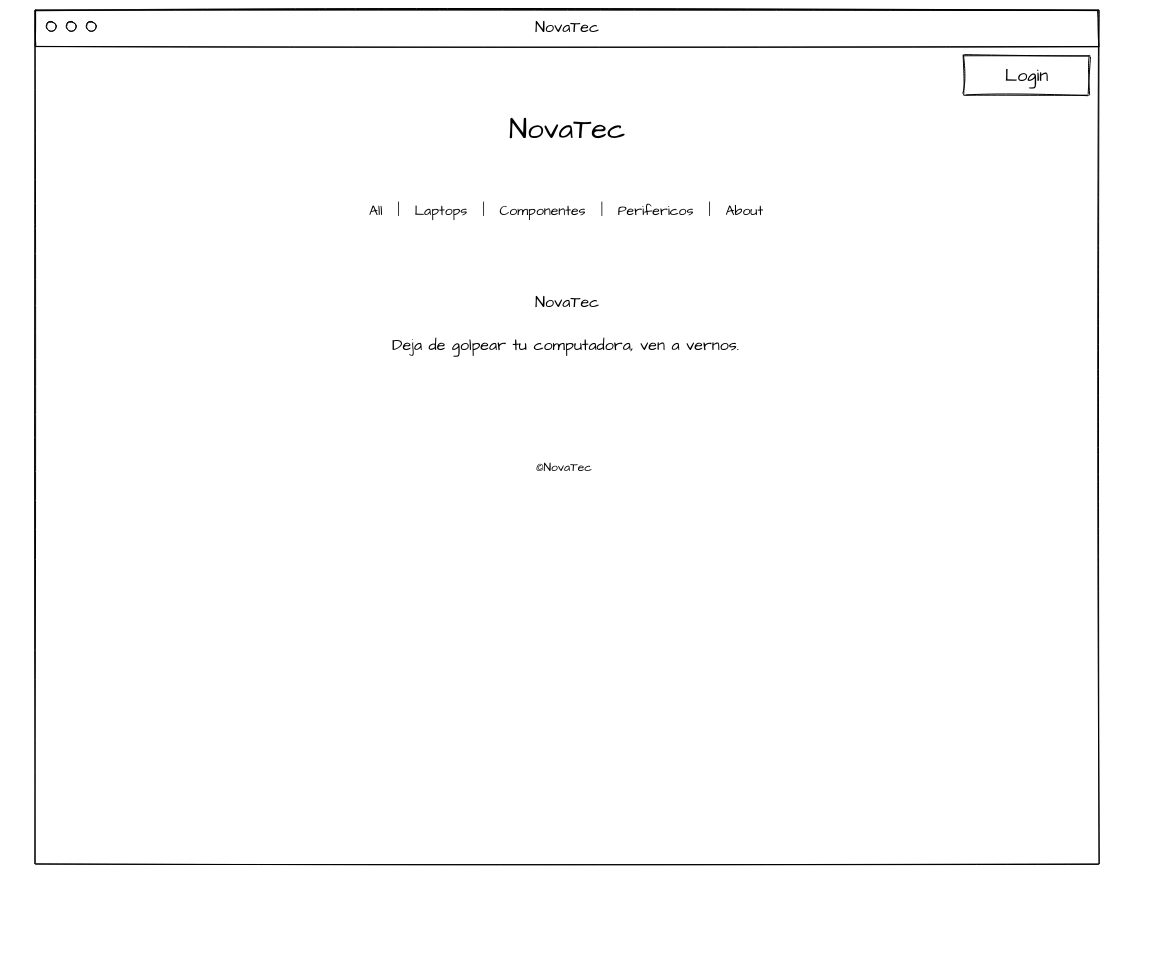 NovaTec
Login
NovaTec
All | Laptops | Componentes | Perifericos | About
NovaTec
Deja de golpear tu computadora, ven a vernos.
©NovaTec